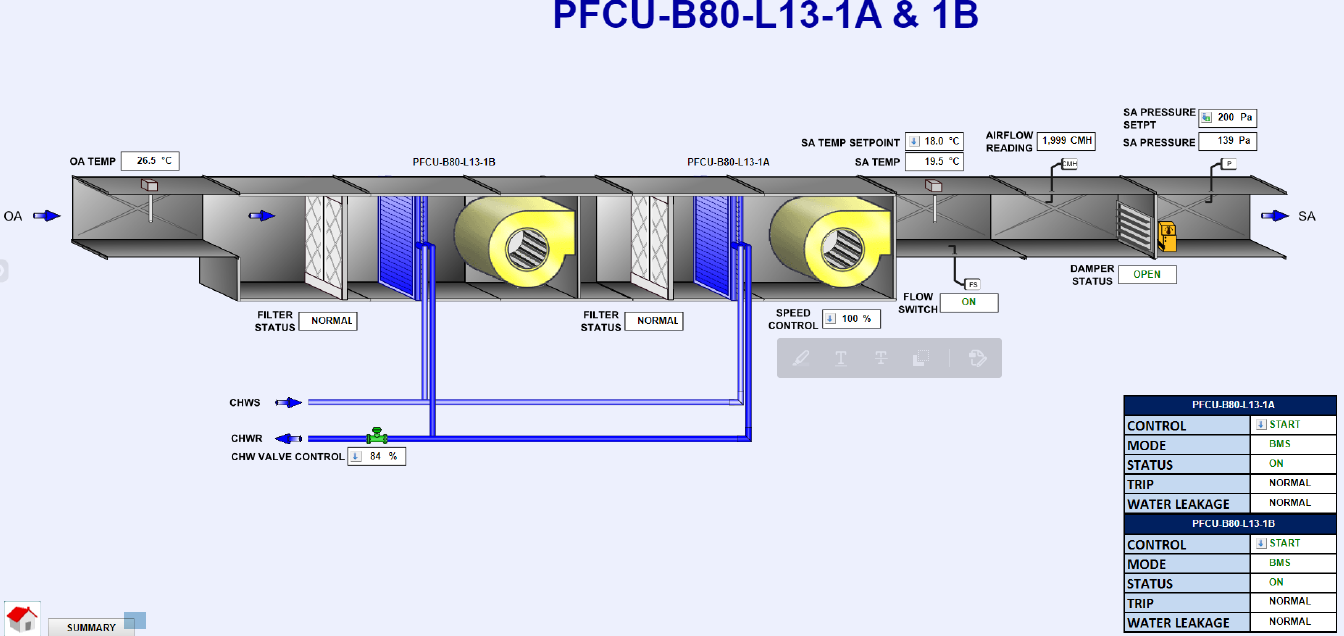 PFCU-B80-L13-1A & 1B
SA PRESSURE SETPT 200 Pa
SA PRESSURE 139 Pa
SA TEMP SETPOINT 18.0 °C
AIRFLOW READING 1,999 CMH
OA TEMP 26.5 °C
PFCU-B80-L13-1B
PFCU-B80-L13-1A
SA TEMP 19.5 °C
CMH
P
OA
SA
DAMPER STATUS OPEN
FS
FLOW SWITCH ON
FILTER STATUS NORMAL
FILTER STATUS NORMAL
SPEED CONTROL 100 %
CHWS
CHWR
CHW VALVE CONTROL 84 %
PFCU-B80-L13-1A
CONTROL START
MODE BMS
STATUS ON
TRIP NORMAL
WATER LEAKAGE NORMAL
PFCU-B80-L13-1B
CONTROL START
MODE BMS
STATUS ON
TRIP NORMAL
WATER LEAKAGE NORMAL
SUMMARY